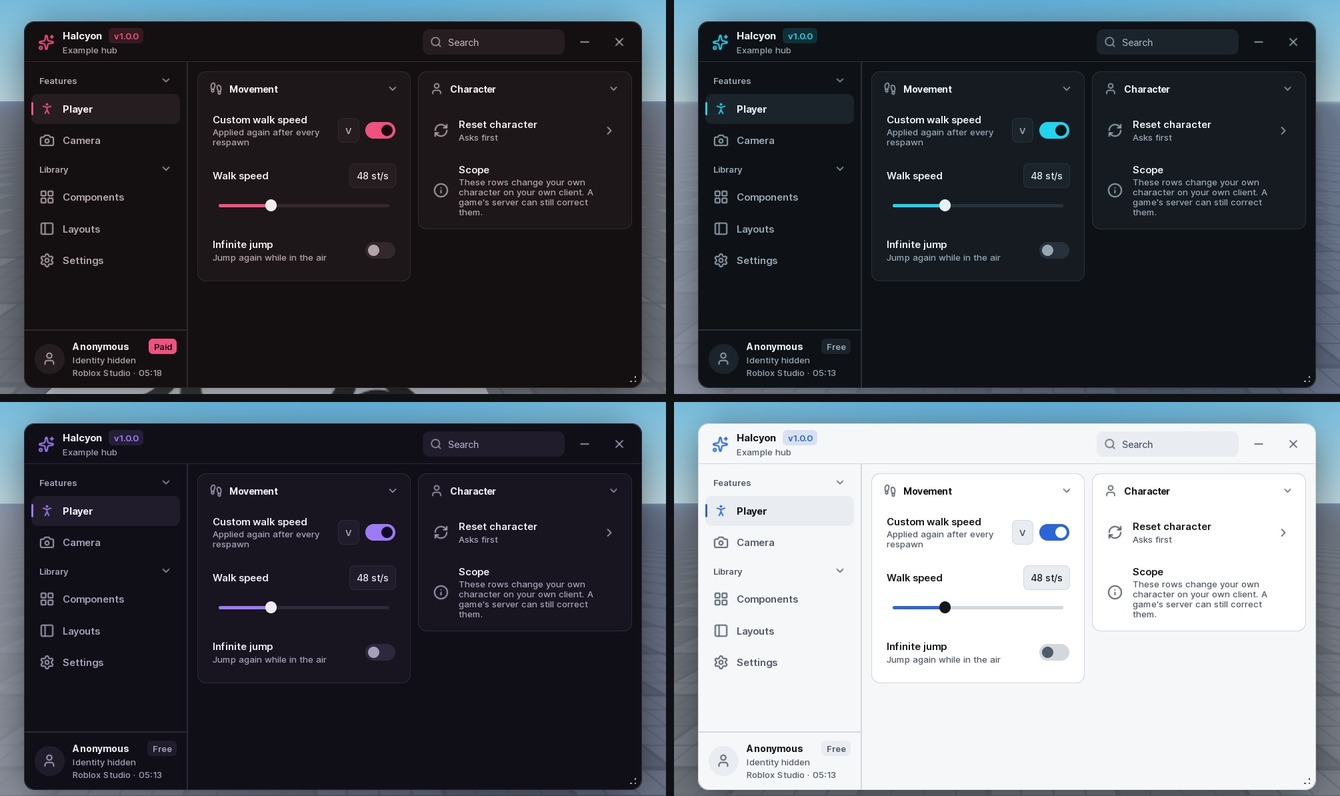 Halcyon v1.0.0
Example hub
Search
Features
Player
Camera
Library
Components
Layouts
Settings
Anonymous Paid
Identity hidden
Roblox Studio · 05:18
Movement
Custom walk speed
Applied again after every
respawn
V
Walk speed 48 st/s
Infinite jump
Jump again while in the air
Character
Reset character
Asks first
Scope
These rows change your own
character on your own client. A
game's server can still correct
them.
Halcyon v1.0.0
Example hub
Search
Features
Player
Camera
Library
Components
Layouts
Settings
Anonymous Free
Identity hidden
Roblox Studio · 05:13
Movement
Custom walk speed
Applied again after every
respawn
V
Walk speed 48 st/s
Infinite jump
Jump again while in the air
Character
Reset character
Asks first
Scope
These rows change your own
character on your own client. A
game's server can still correct
them.
Halcyon v1.0.0
Example hub
Search
Features
Player
Camera
Library
Components
Layouts
Settings
Anonymous Free
Identity hidden
Roblox Studio · 05:13
Movement
Custom walk speed
Applied again after every
respawn
V
Walk speed 48 st/s
Infinite jump
Jump again while in the air
Character
Reset character
Asks first
Scope
These rows change your own
character on your own client. A
game's server can still correct
them.
Halcyon v1.0.0
Example hub
Search
Features
Player
Camera
Library
Components
Layouts
Settings
Anonymous Free
Identity hidden
Roblox Studio · 05:13
Movement
Custom walk speed
Applied again after every
respawn
V
Walk speed 48 st/s
Infinite jump
Jump again while in the air
Character
Reset character
Asks first
Scope
These rows change your own
character on your own client. A
game's server can still correct
them.